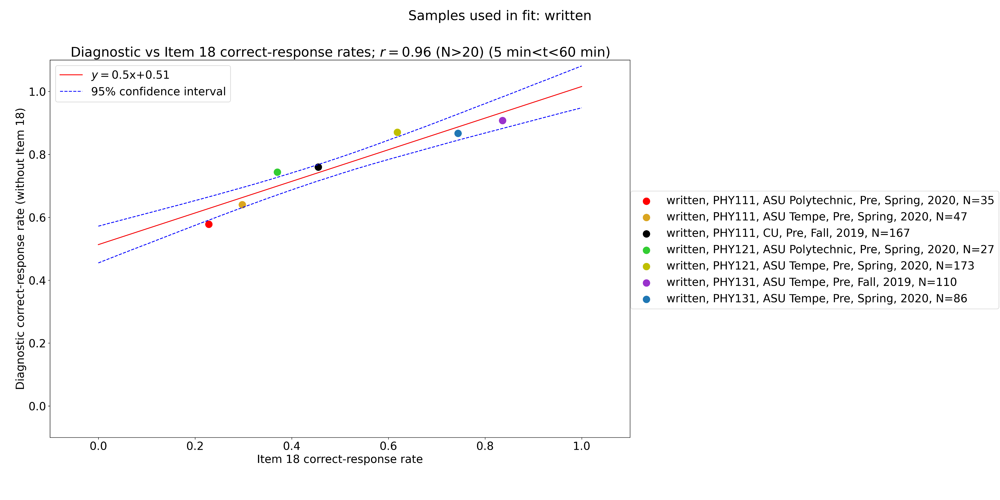 Samples used in fit: written
Diagnostic vs Item 18 correct-response rates; r = 0.96 (N>20) (5 min<t<60 min)
y = 0.5x+0.51
95% confidence interval
1.0
0.8
0.6
0.4
0.2
0.0
Diagnostic correct-response rate (without Item 18)
0.0 0.2 0.4 0.6 0.8 1.0
Item 18 correct-response rate
written, PHY111, ASU Polytechnic, Pre, Spring, 2020, N=35
written, PHY111, ASU Tempe, Pre, Spring, 2020, N=47
written, PHY111, CU, Pre, Fall, 2019, N=167
written, PHY121, ASU Polytechnic, Pre, Spring, 2020, N=27
written, PHY121, ASU Tempe, Pre, Spring, 2020, N=173
written, PHY131, ASU Tempe, Pre, Fall, 2019, N=110
written, PHY131, ASU Tempe, Pre, Spring, 2020, N=86